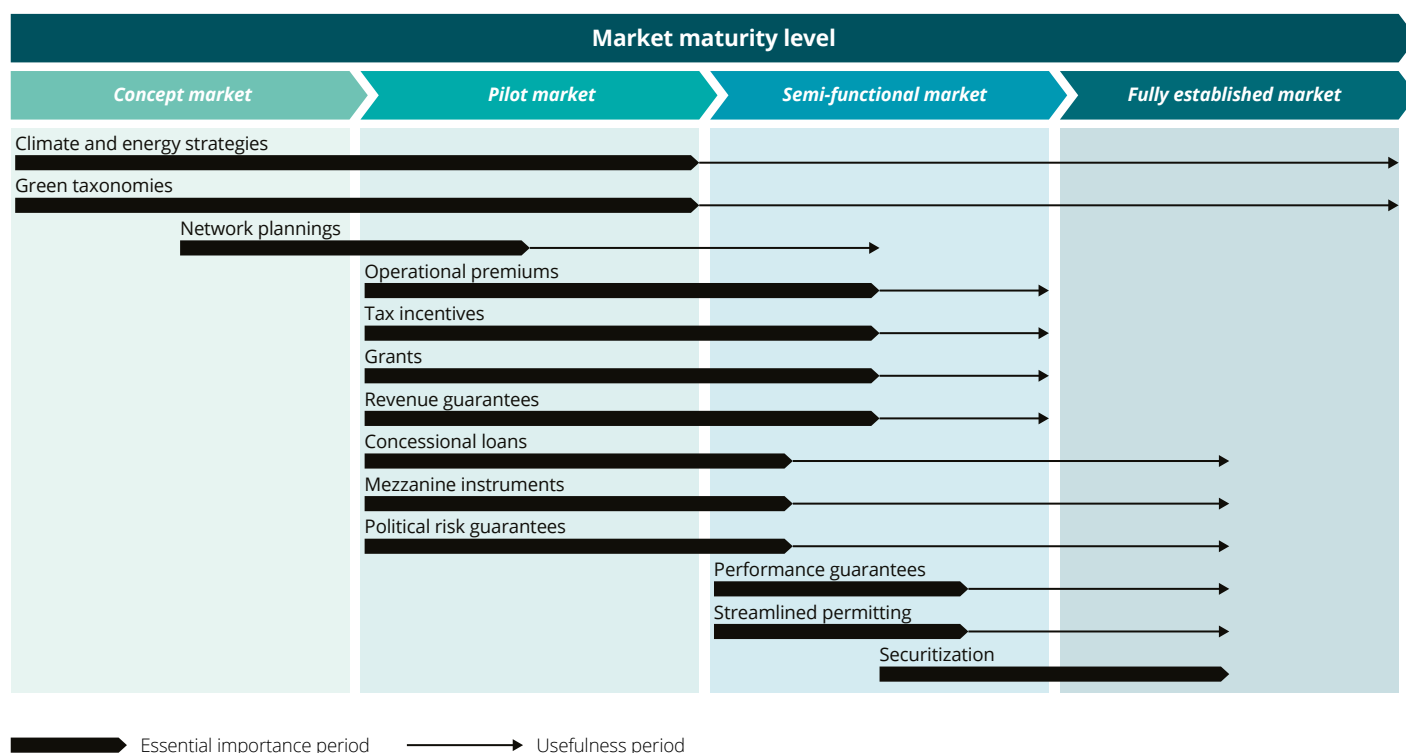 Market maturity level
Concept market
Pilot market
Semi-functional market
Fully established market
Climate and energy strategies
Green taxonomies
Network plannings
Operational premiums
Tax incentives
Grants
Revenue guarantees
Concessional loans
Mezzanine instruments
Political risk guarantees
Performance guarantees
Streamlined permitting
Securitization
Essential importance period
Usefulness period